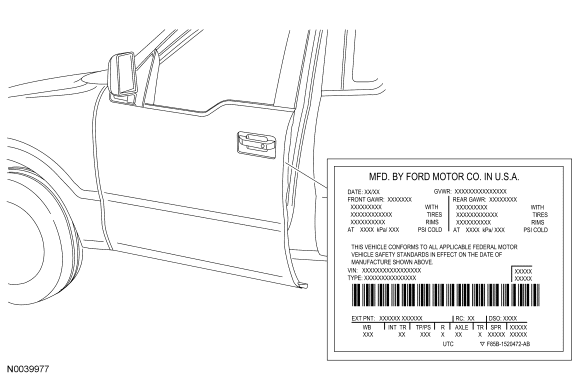 MFD. BY FORD MOTOR CO. IN U.S.A.
DATE: XX/XX GVWR: XXXXXXXXXXXXXXX
FRONT GAWR: XXXXXXX REAR GAWR: XXXXXXXX
XXXXXXXXX WITH XXXXXXXXX WITH
XXXXXXXXXXXX TIRES XXXXXXXXXXXX TIRES
XXXXXXXXX RIMS XXXXXXXXX RIMS
AT XXXX kPa/ XXX PSI COLD AT XXXX kPa/ XXX PSI COLD
THIS VEHICLE CONFORMS TO ALL APPLICABLE FEDERAL MOTOR
VEHICLE SAFETY STANDARDS IN EFFECT ON THE DATE OF
MANUFACTURE SHOWN ABOVE.
VIN: XXXXXXXXXXXXXXXXX XXXXX
TYPE: XXXXXXXXXXXXXXX XXXXX
EXT PNT: XXXXXX XXXXXX RC: XX DSO: XXXX
WB INT TR TP/PS R AXLE TR SPR XXXXX
XXX XX XXX X XX X XXXXX XXXXX
UTC ▽ F85B-1520472-AB
N0039977